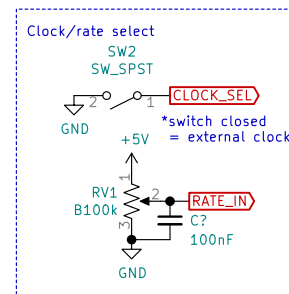 Clock/rate select
SW2
SW_SPST
2
1
CLOCK_SEL
GND
*switch closed
= external clock
+5V
1
RV1
B100k
2
RATE_IN
3
C?
100nF
GND